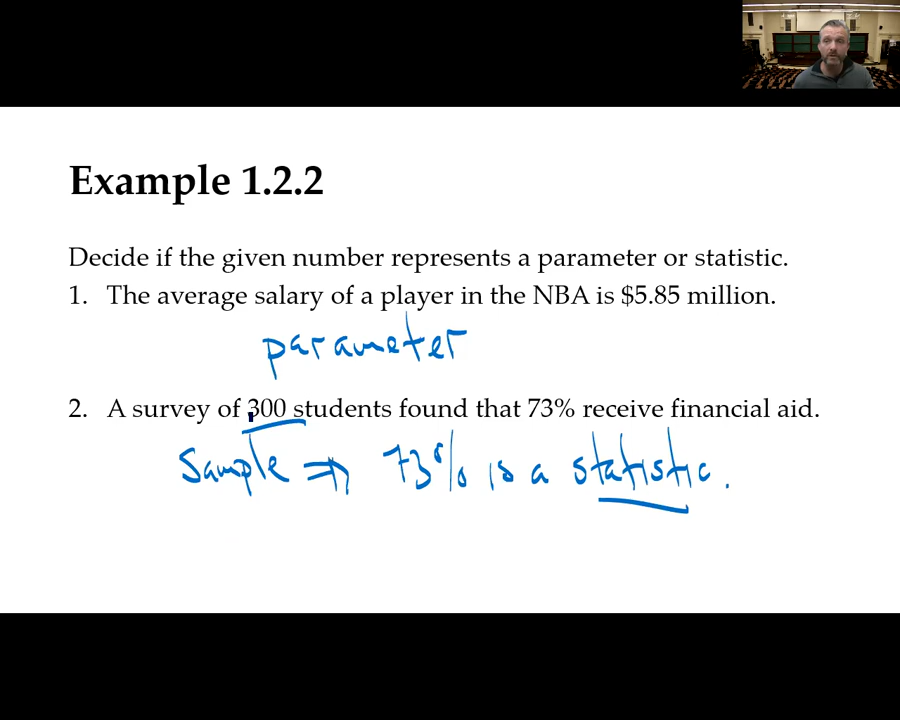 Example 1.2.2
Decide if the given number represents a parameter or statistic.
1. The average salary of a player in the NBA is $5.85 million.
parameter
2. A survey of 300 students found that 73% receive financial aid.
Sample ⇒ 73% is a statistic.